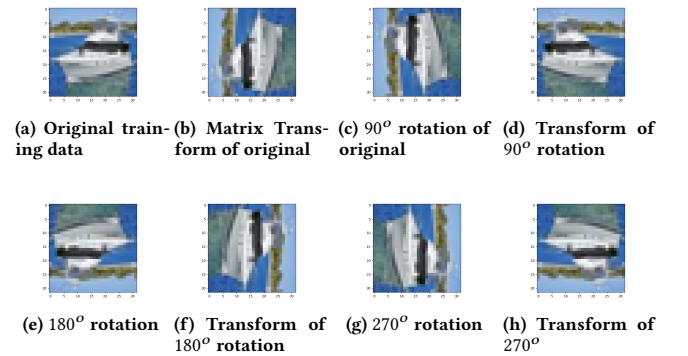 (a) Original train-
ing data
(b) Matrix Trans-
form of original
(c) 90° rotation of
original
(d) Transform of
90° rotation
(e) 180° rotation
(f) Transform of
180° rotation
(g) 270° rotation
(h) Transform of
270°